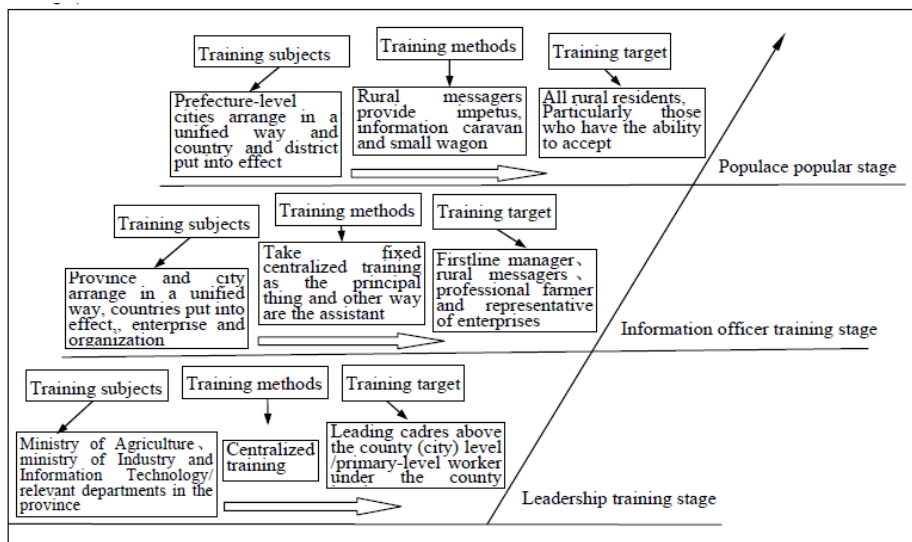 Training subjects
Training methods
Training target
Prefecture-level
cities arrange in a
unified way and
country and district
put into effect
Rural messagers
provide impetus,
information caravan
and small wagon
All rural residents,
Particularly those
who have the ability
to accept
Populace popular stage
Training subjects
Training methods
Training target
Province and city
arrange in a unified
way, countries put into
effect,, enterprise and
organization
Take fixed
centralized training
as the principal
thing and other way
are the assistant
Firstline manager、
rural messagers、
professional farmer
and representative
of enterprises
Information officer training stage
Training subjects
Training methods
Training target
Ministry of Agriculture、
ministry of Industry and
Information Technology/
relevant departments in the
province
Centralized
training
Leading cadres above
the county (city) level
/primary-level worker
under the county
Leadership training stage